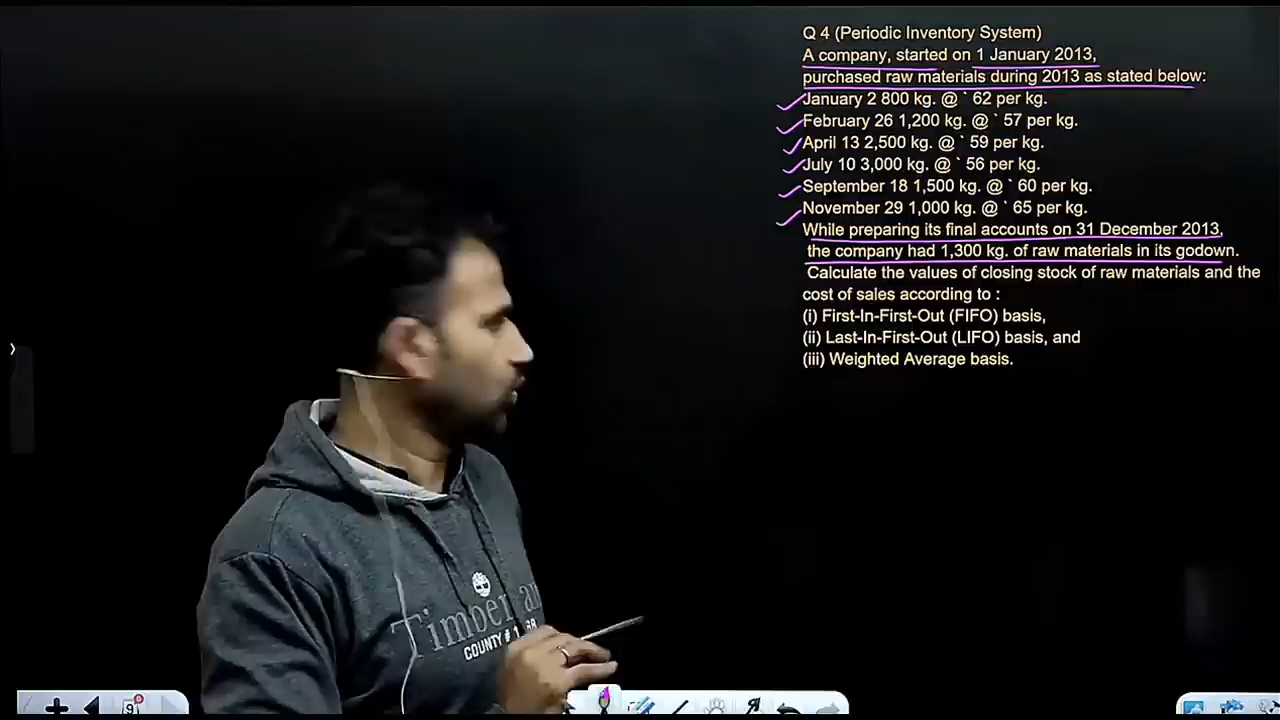 Q 4 (Periodic Inventory System)
A company, started on 1 January 2013,
purchased raw materials during 2013 as stated below:
January 2 800 kg. @ ` 62 per kg.
February 26 1,200 kg. @ ` 57 per kg.
April 13 2,500 kg. @ ` 59 per kg.
July 10 3,000 kg. @ ` 56 per kg.
September 18 1,500 kg. @ ` 60 per kg.
November 29 1,000 kg. @ ` 65 per kg.
While preparing its final accounts on 31 December 2013,
the company had 1,300 kg. of raw materials in its godown.
Calculate the values of closing stock of raw materials and the
cost of sales according to :
(i) First-In-First-Out (FIFO) basis,
(ii) Last-In-First-Out (LIFO) basis, and
(iii) Weighted Average basis.
COUNTY #